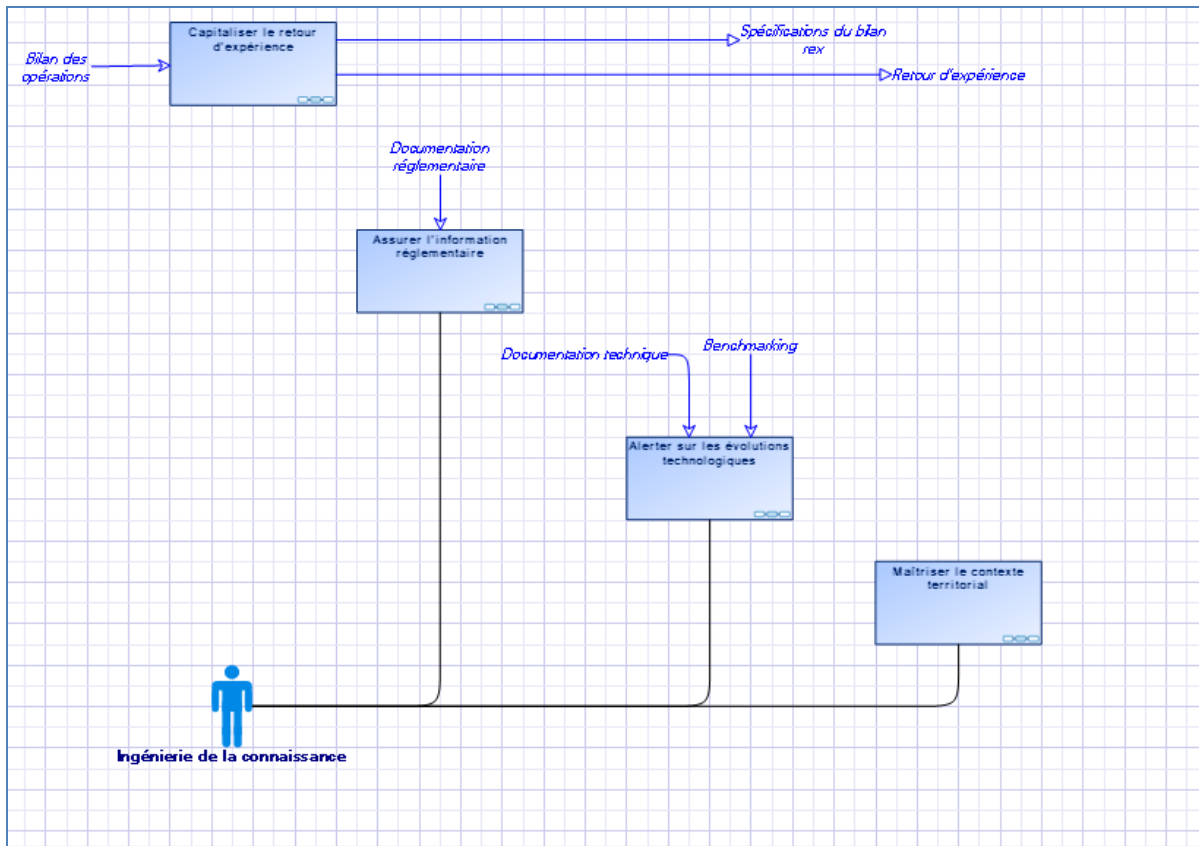 Capitaliser le retour
d'expérience
Bilan des
opérations
Spécifications du bilan
rex
Retour d'expérience
Documentation
réglementaire
Assurer l'information
réglementaire
Documentation technique
Benchmarking
Alerter sur les évolutions
technologiques
Maîtriser le contexte
territorial
Ingénierie de la connaissance